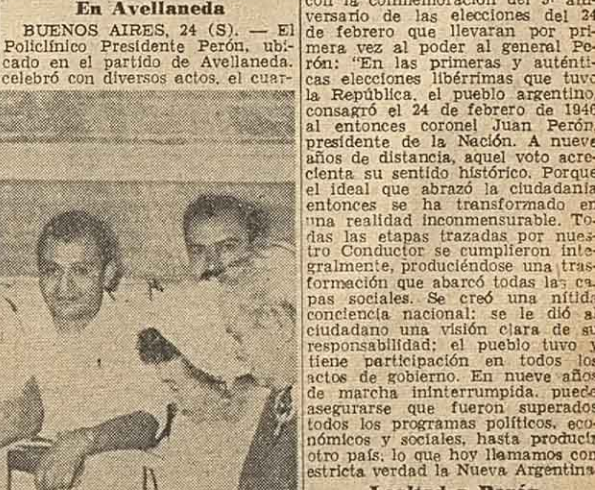 En Avellaneda
BUENOS AIRES, 24 (S). — El
Policlínico Presidente Perón, ubi-
cado en el partido de Avellaneda.
celebró con diversos actos, el cuar-
con la conmemoración del
versario de las elecciones del 24
de febrero que llevaran por pri-
mera vez al poder al general Pe-
rón: "En las primeras y auténti-
cas elecciones libérrimas que tuvo
la República, el pueblo argentino,
consagró el 24 de febrero de 1946
al entonces coronel Juan Perón,
presidente de la Nación. A nueve
años de distancia, aquel voto acre-
cienta su sentido histórico. Porque
el ideal que abrazó la ciudadanía
entonces se ha transformado en
una realidad inconmensurable. To-
das las etapas trazadas por nues-
tro Conductor se cumplieron inte-
gralmente, produciéndose una tras-
formación que abarcó todas las ca-
pas sociales. Se creó una nítida
conciencia nacional: se le dió al
ciudadano una visión clara de su
responsabilidad; el pueblo tuvo y
tiene participación en todos los
actos de gobierno. En nueve años
de marcha ininterrumpida, puede
asegurarse que fueron superados
todos los programas políticos, eco-
nómicos y sociales, hasta producir
otro país; lo que hoy llamamos con
estricta verdad la Nueva Argentina